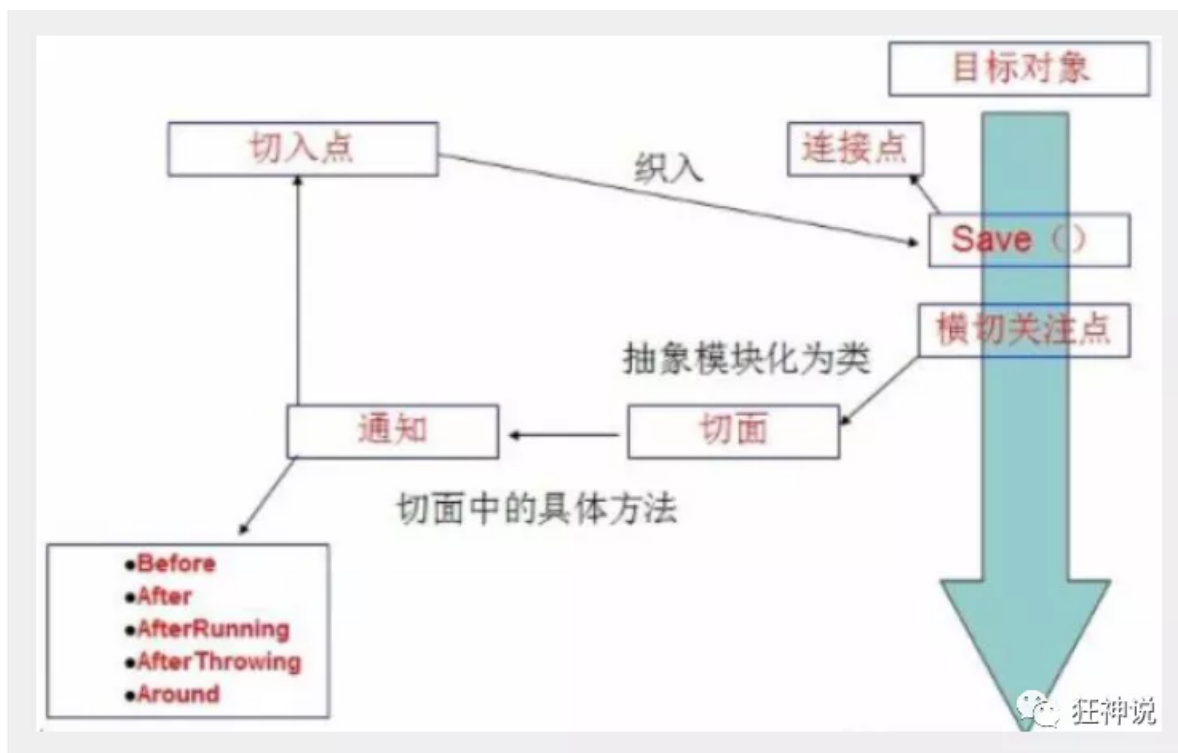 目标对象
切入点
连接点
织入
Save（）
横切关注点
抽象模块化为类
通知
切面
切面中的具体方法
●Before
●After
●AfterRunning
●AfterThrowing
●Around
狂神说